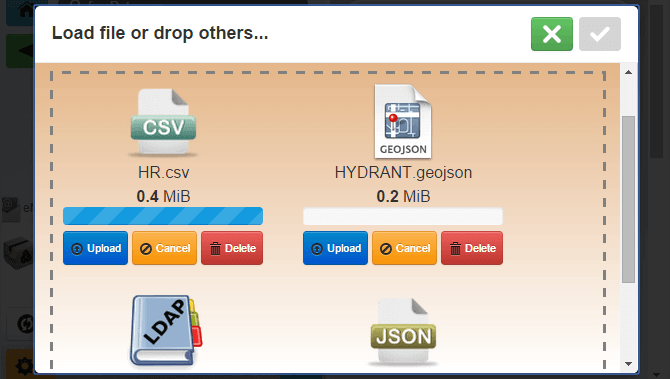 Load file or drop others...
CSV
GEOJSON
HR.csv
HYDRANT.geojson
0.4 MiB
0.2 MiB
Upload
Cancel
Delete
Upload
Cancel
Delete
LDAP
JSON